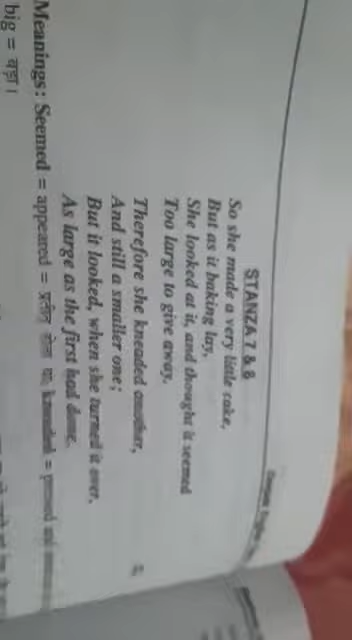 STANZA 7 & 8
So she made a very little cake,
But as it baking lay,
She looked at it, and thought it seemed
Too large to give away.
Therefore she kneaded another,
And still a smaller one;
But it looked, when she turned it over,
As large as the first had done.
Meanings : Seemed = appeared = प्रतीत होना kneaded = pressed and
big = बड़ा।